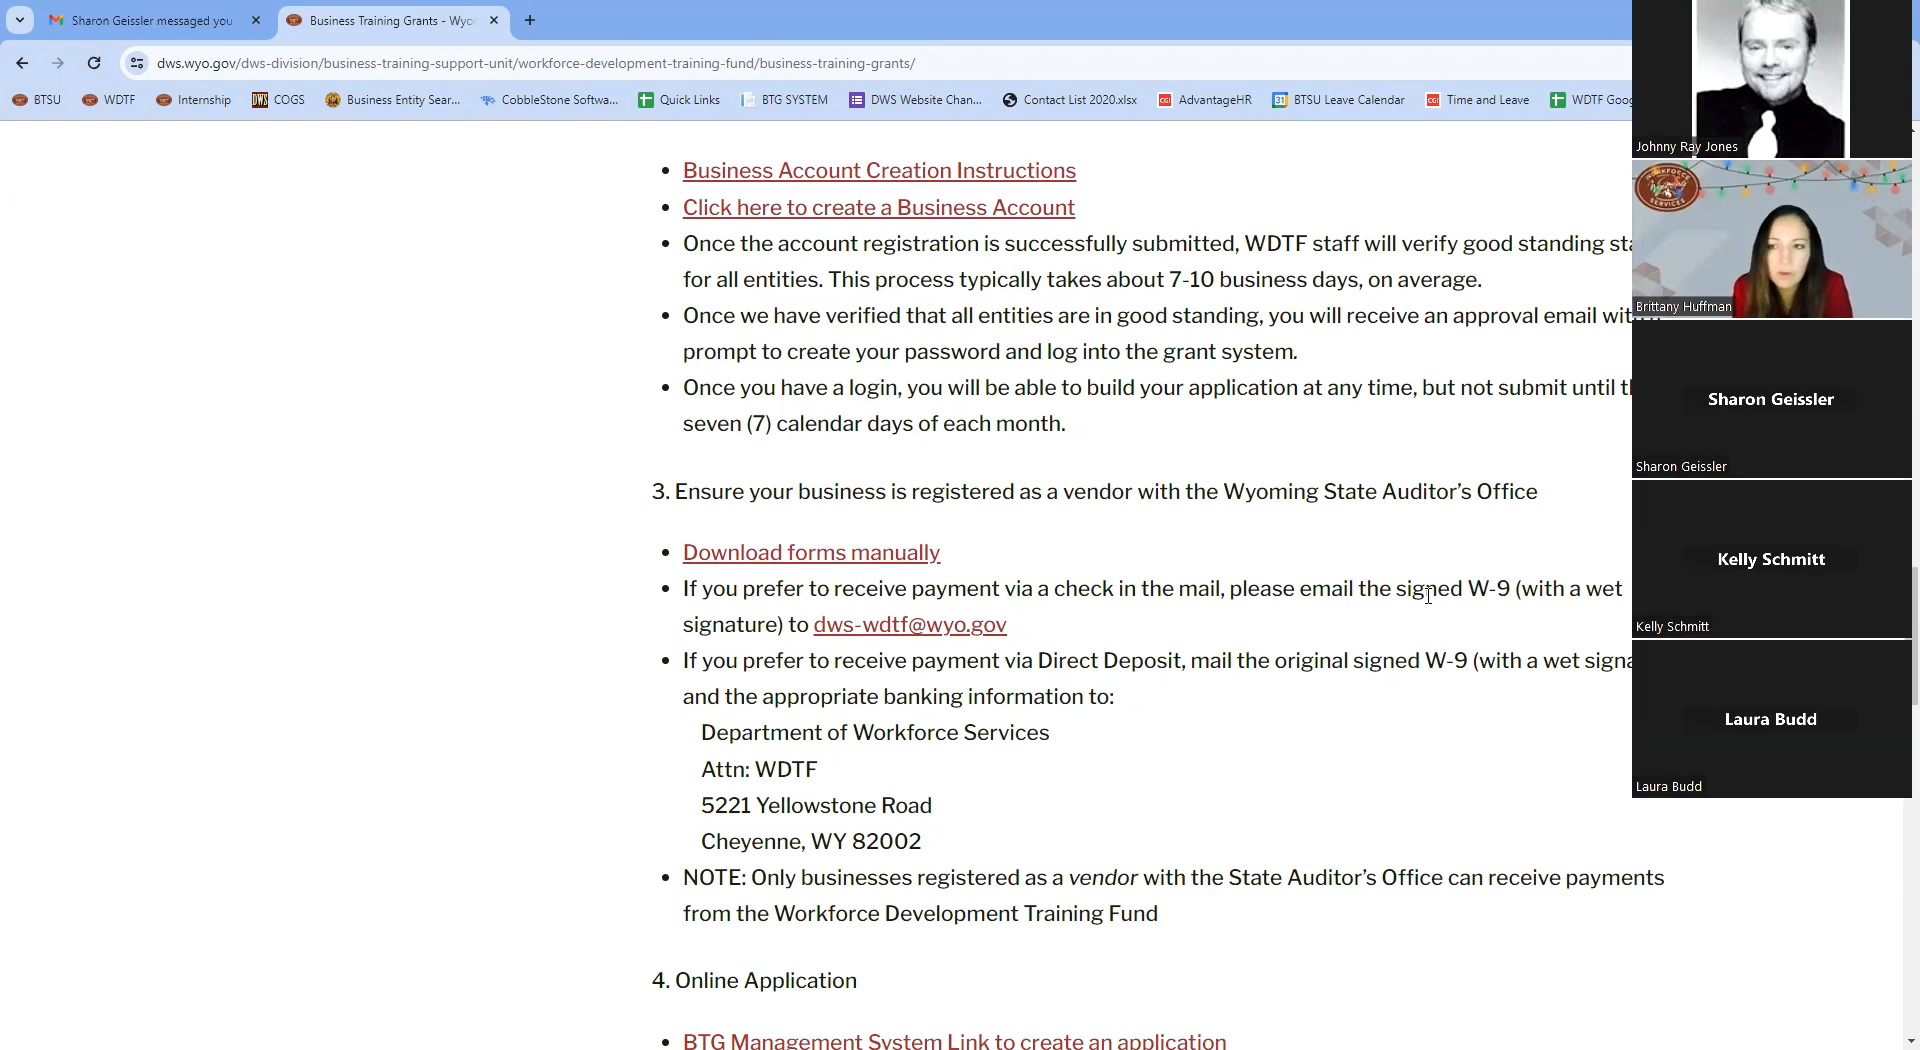 Sharon Geissler messaged you
Business Training Grants - Wyo
dws.wyo.gov/dws-division/business-training-support-unit/workforce-development-training-fund/business-training-grants/
BTSU
WDTF
Internship
COGS
Business Entity Sear...
CobbleStone Softwa...
Quick Links
BTG SYSTEM
DWS Website Chan...
Contact List 2020.xlsx
AdvantageHR
BTSU Leave Calendar
Time and Leave
WDTF Goog
Business Account Creation Instructions
Click here to create a Business Account
Once the account registration is successfully submitted, WDTF staff will verify good standing sta
for all entities. This process typically takes about 7-10 business days, on average.
Once we have verified that all entities are in good standing, you will receive an approval email with
prompt to create your password and log into the grant system.
Once you have a login, you will be able to build your application at any time, but not submit until
seven (7) calendar days of each month.
3. Ensure your business is registered as a vendor with the Wyoming State Auditor’s Office
Download forms manually
If you prefer to receive payment via a check in the mail, please email the signed W-9 (with a wet
signature) to dws-wdtf@wyo.gov
If you prefer to receive payment via Direct Deposit, mail the original signed W-9 (with a wet signa
and the appropriate banking information to:
Department of Workforce Services
Attn: WDTF
5221 Yellowstone Road
Cheyenne, WY 82002
NOTE: Only businesses registered as a vendor with the State Auditor’s Office can receive payments
from the Workforce Development Training Fund
4. Online Application
BTG Management System Link to create an application
Johnny Ray Jones
WORKFORCE
SERVICES
Brittany Huffman
Sharon Geissler
Sharon Geissler
Kelly Schmitt
Kelly Schmitt
Laura Budd
Laura Budd